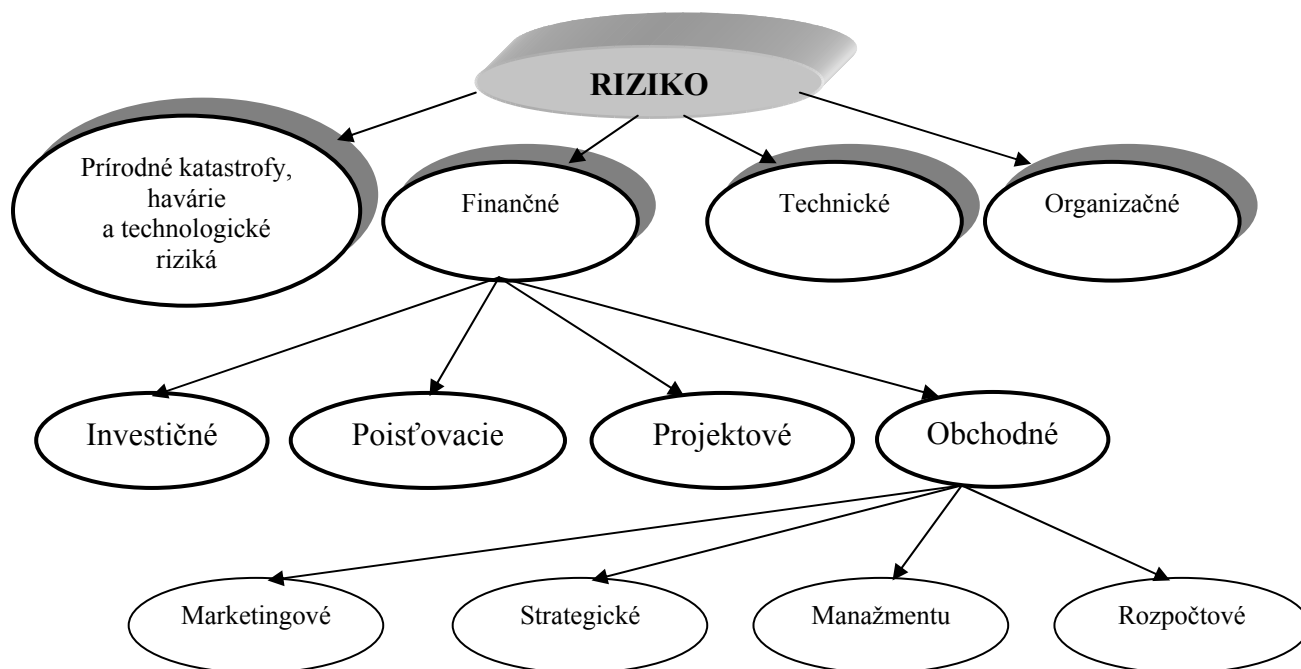 RIZIKO
Prírodné katastrofy,
havárie
a technologické
riziká
Finančné
Technické
Organizačné
Investičné
Poisťovacie
Projektové
Obchodné
Marketingové
Strategické
Manažmentu
Rozpočtové